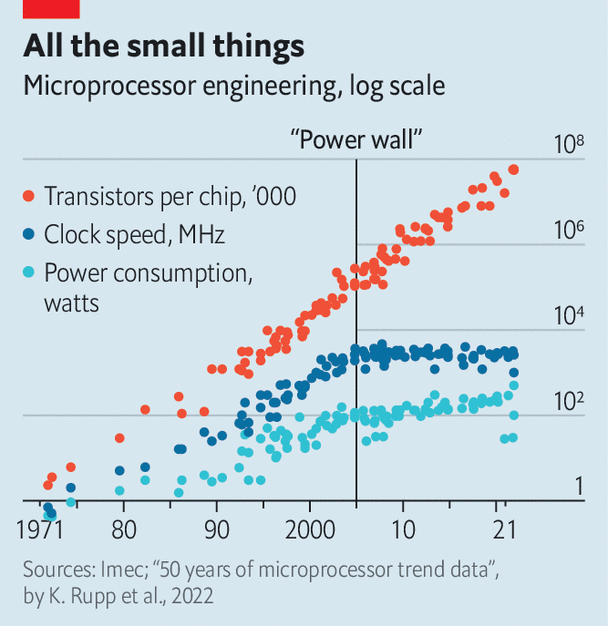 All the small things
Microprocessor engineering, log scale
“Power wall”
10⁸
Transistors per chip, ’000
Clock speed, MHz
10⁶
Power consumption,
watts
10⁴
10²
1
1971 80 90 2000 10 21
Sources: Imec; “50 years of microprocessor trend data”,
by K. Rupp et al., 2022